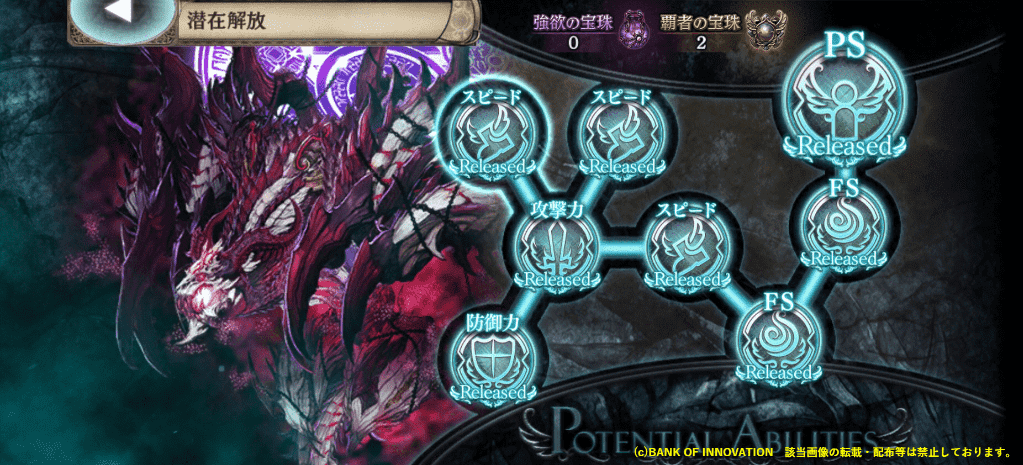 潜在解放
強欲の宝珠
0
覇者の宝珠
2
PS
Released
スピード
Released
スピード
Released
FS
Released
攻撃力
Released
スピード
Released
FS
Released
防御力
Released
POTENTIAL ABILITIES
(c)BANK OF INNOVATION 該当画像の転載・配布等は禁止しております。